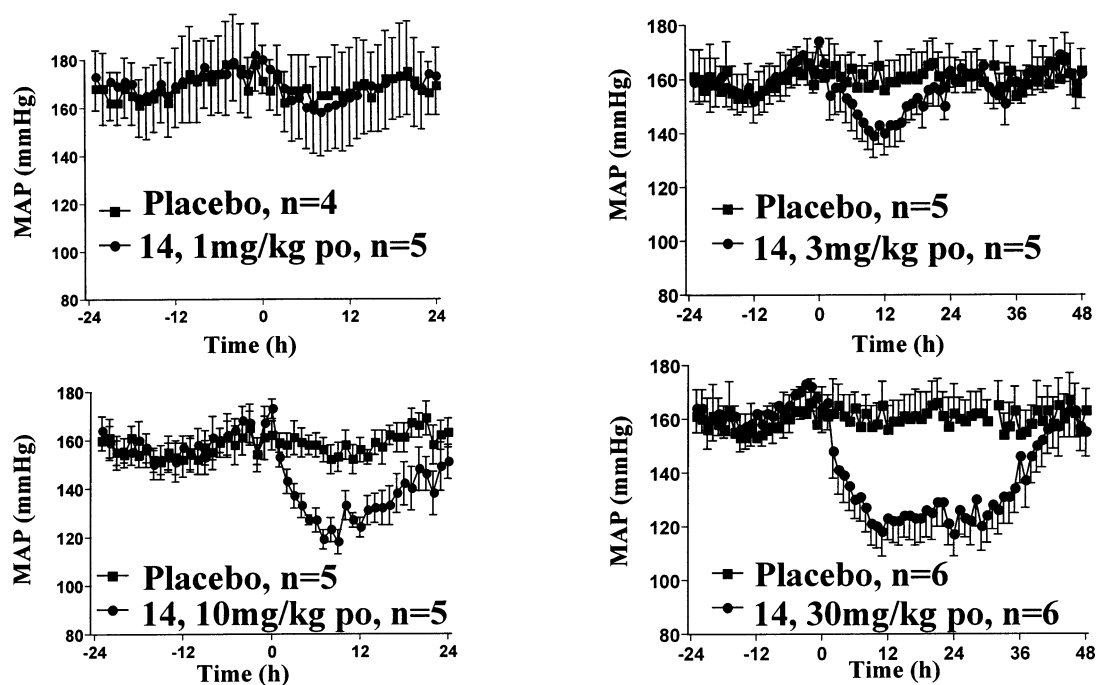 180
160
140
120
100
80
MAP (mmHg)
Placebo, n=4
14, 1mg/kg po, n=5
-24 -12 0 12 24
Time (h)
180
160
140
120
100
80
MAP (mmHg)
Placebo, n=5
14, 3mg/kg po, n=5
-24 -12 0 12 24 36 48
Time (h)
180
160
140
120
100
80
MAP (mmHg)
Placebo, n=5
14, 10mg/kg po, n=5
-24 -12 0 12 24
Time (h)
180
160
140
120
100
80
MAP (mmHg)
Placebo, n=6
14, 30mg/kg po, n=6
-24 -12 0 12 24 36 48
Time (h)